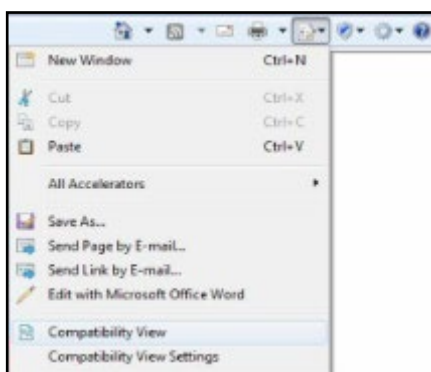 New Window Ctrl+N
Cut Ctrl+X
Copy Ctrl+C
Paste Ctrl+V
All Accelerators
Save As...
Send Page by E-mail...
Send Link by E-mail...
Edit with Microsoft Office Word
Compatibility View
Compatibility View Settings